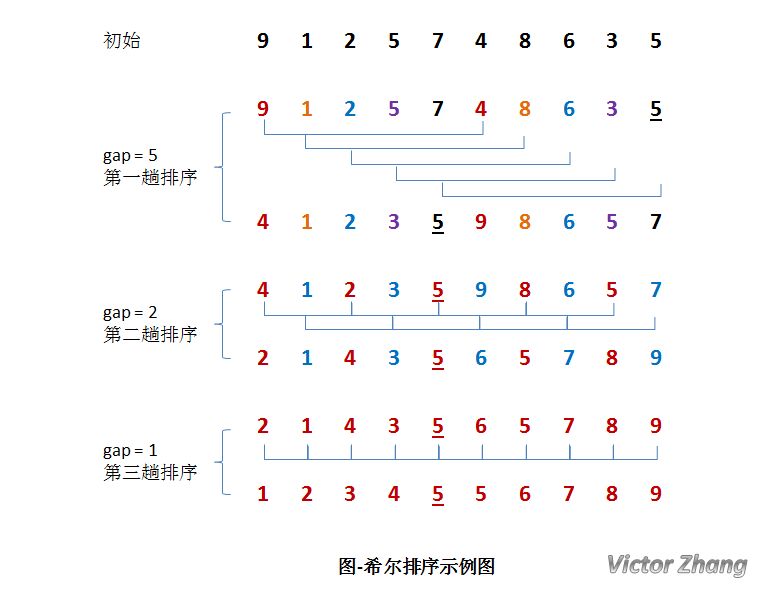 初始 9 1 2 5 7 4 8 6 3 5
9 1 2 5 7 4 8 6 3 5
gap = 5
第一趟排序
4 1 2 3 5 9 8 6 5 7
4 1 2 3 5 9 8 6 5 7
gap = 2
第二趟排序
2 1 4 3 5 6 5 7 8 9
2 1 4 3 5 6 5 7 8 9
gap = 1
第三趟排序
1 2 3 4 5 5 6 7 8 9
图-希尔排序示例图
Victor Zhang